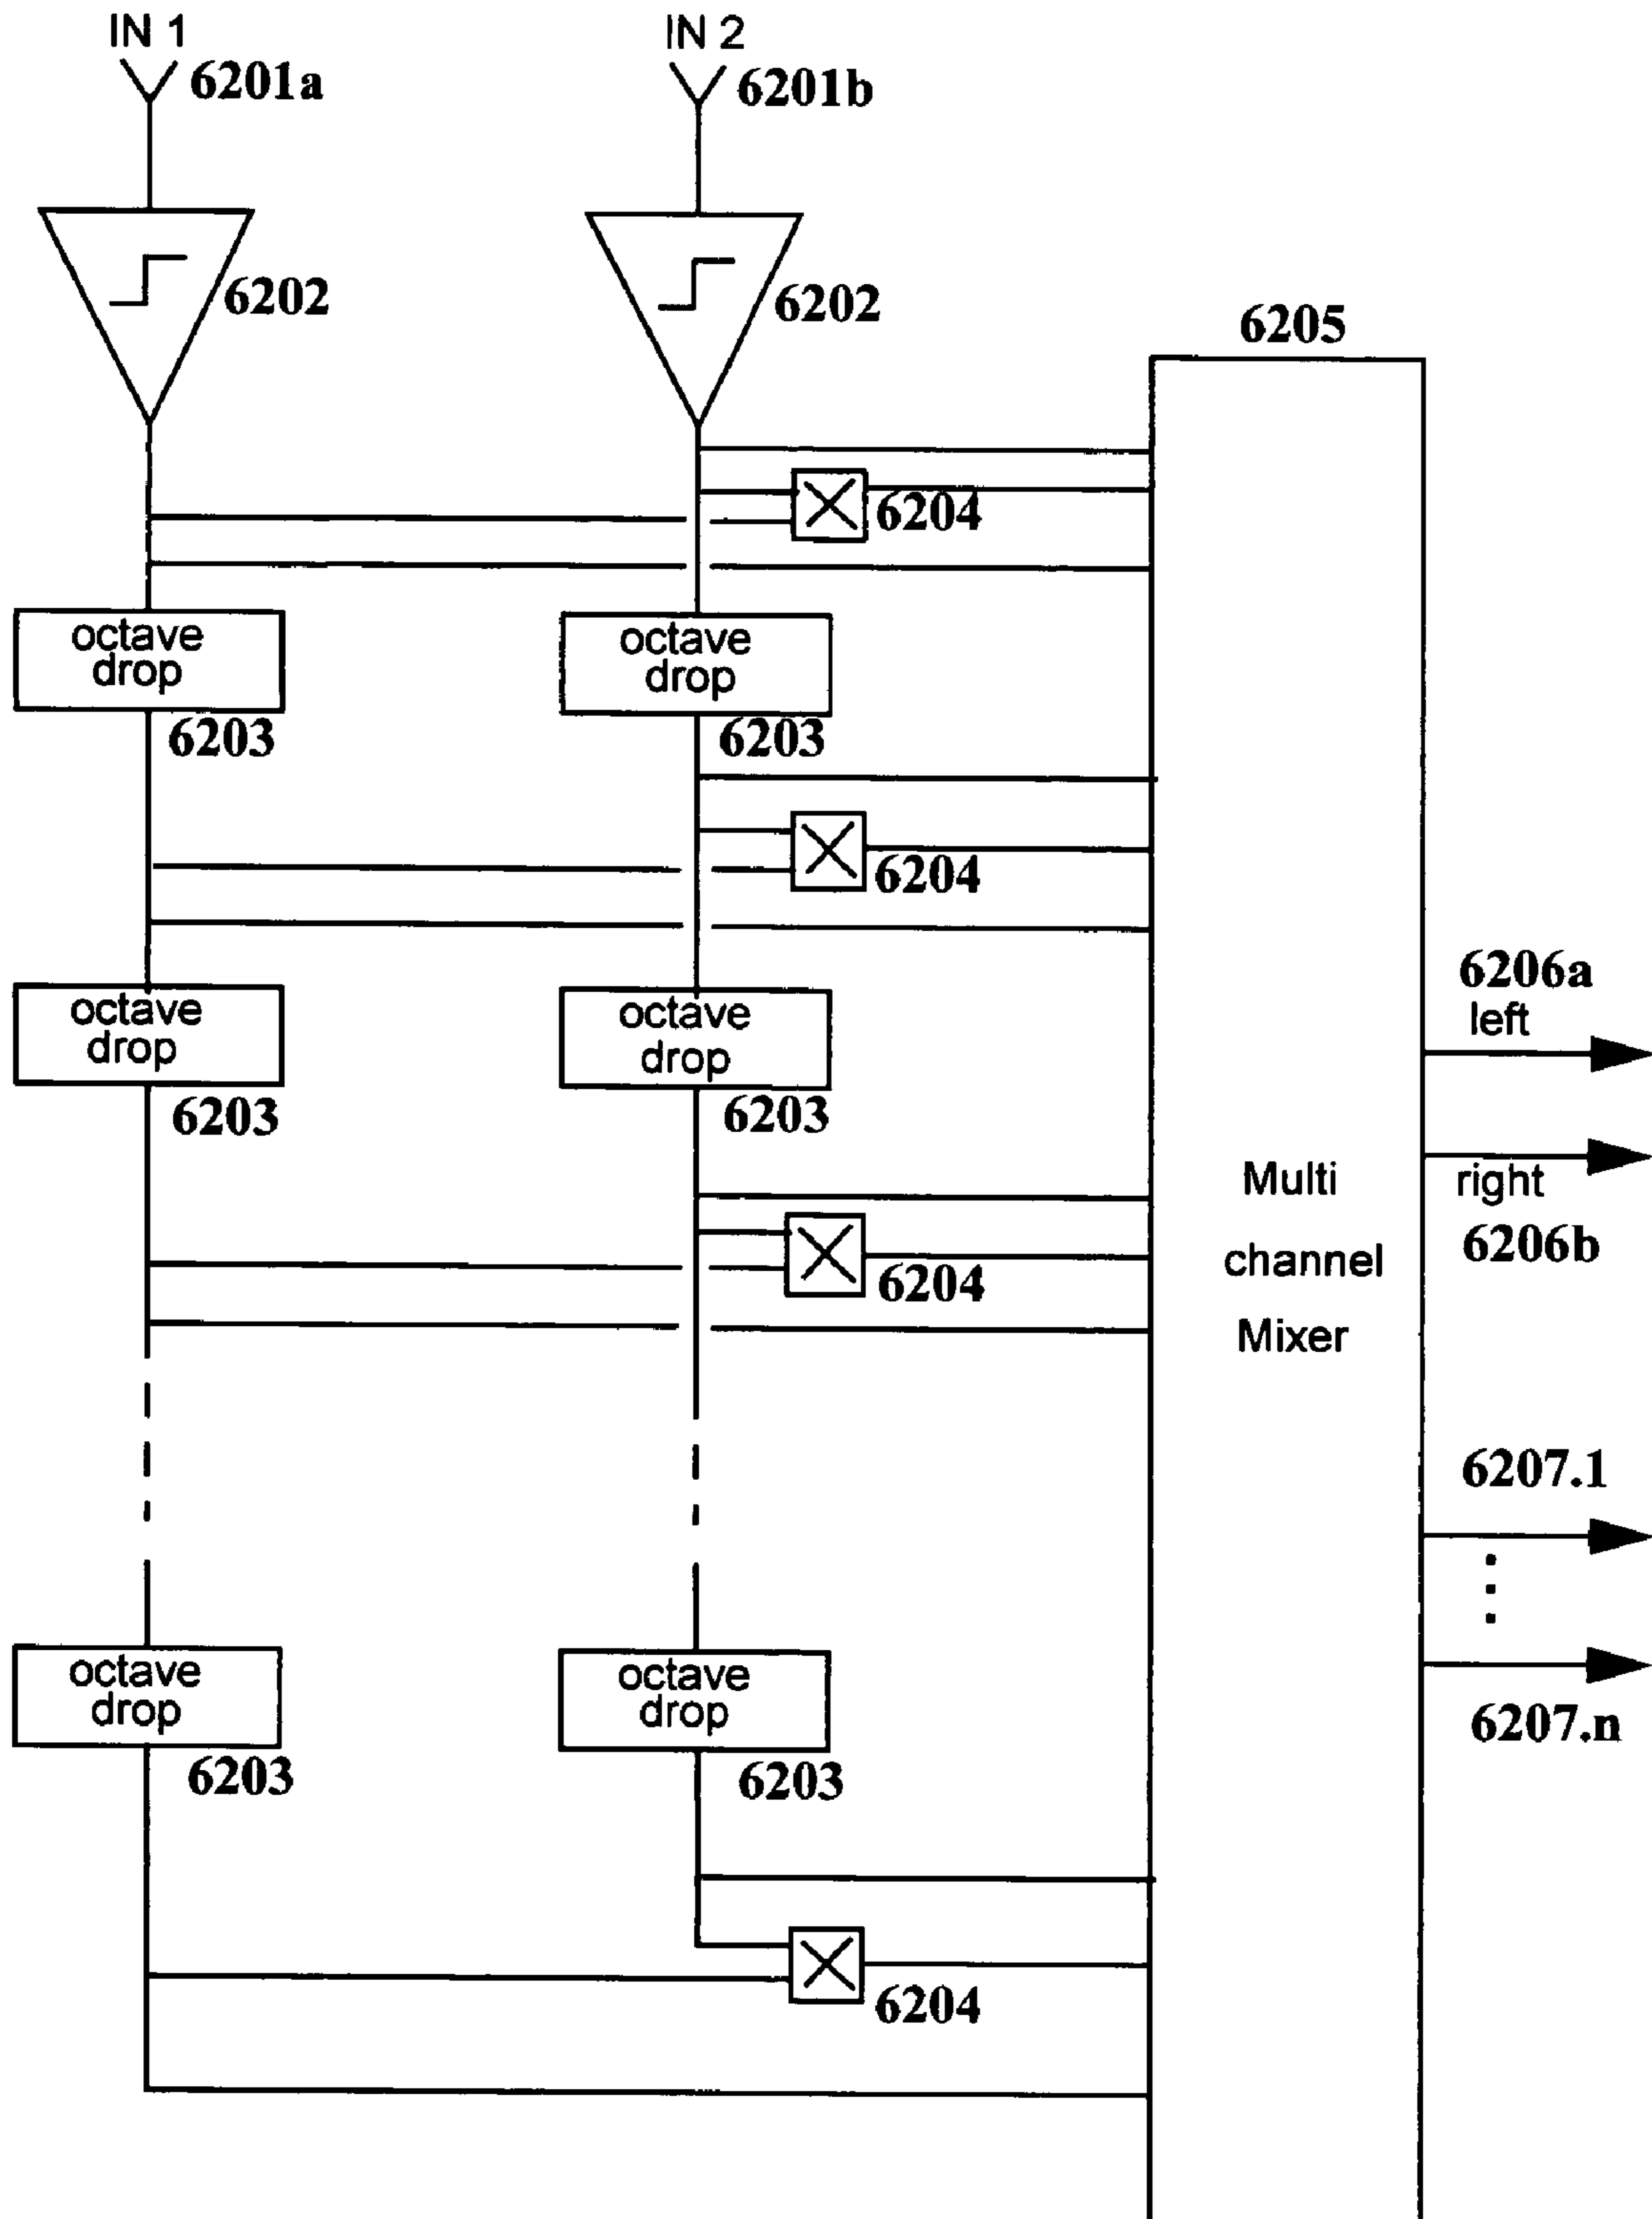 IN 1
IN 2
6201a
6201b
6202
6202
6205
6204
octave
drop
octave
drop
6203
6203
6204
6206a
left
octave
drop
octave
drop
6203
6203
Multi
channel
Mixer
right
6206b
6204
6207.1
octave
drop
octave
drop
6207.n
6203
6203
6204